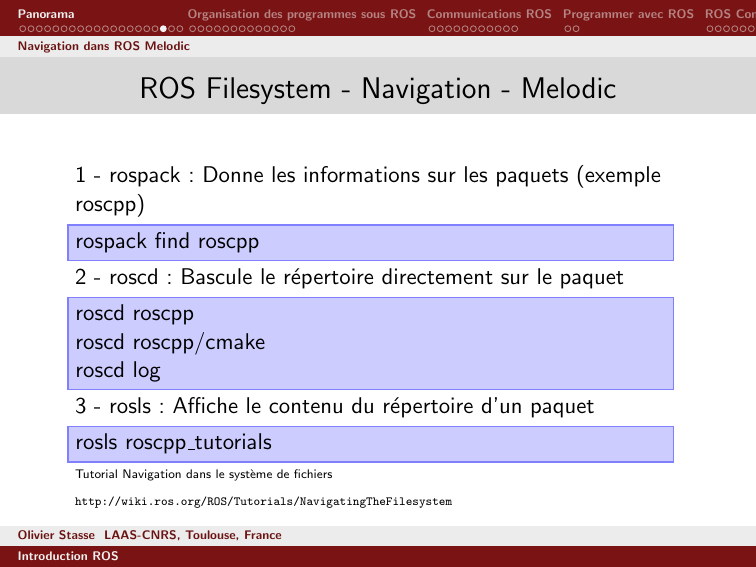 Panorama Organisation des programmes sous ROS Communications ROS Programmer avec ROS ROS Con
Navigation dans ROS Melodic
ROS Filesystem - Navigation - Melodic
1 - rospack : Donne les informations sur les paquets (exemple
roscpp)
rospack find roscpp
2 - roscd : Bascule le répertoire directement sur le paquet
roscd roscpp
roscd roscpp/cmake
roscd log
3 - rosls : Affiche le contenu du répertoire d'un paquet
rosls roscpp_tutorials
Tutorial Navigation dans le système de fichiers
http://wiki.ros.org/ROS/Tutorials/NavigatingTheFilesystem
Olivier Stasse LAAS-CNRS, Toulouse, France
Introduction ROS